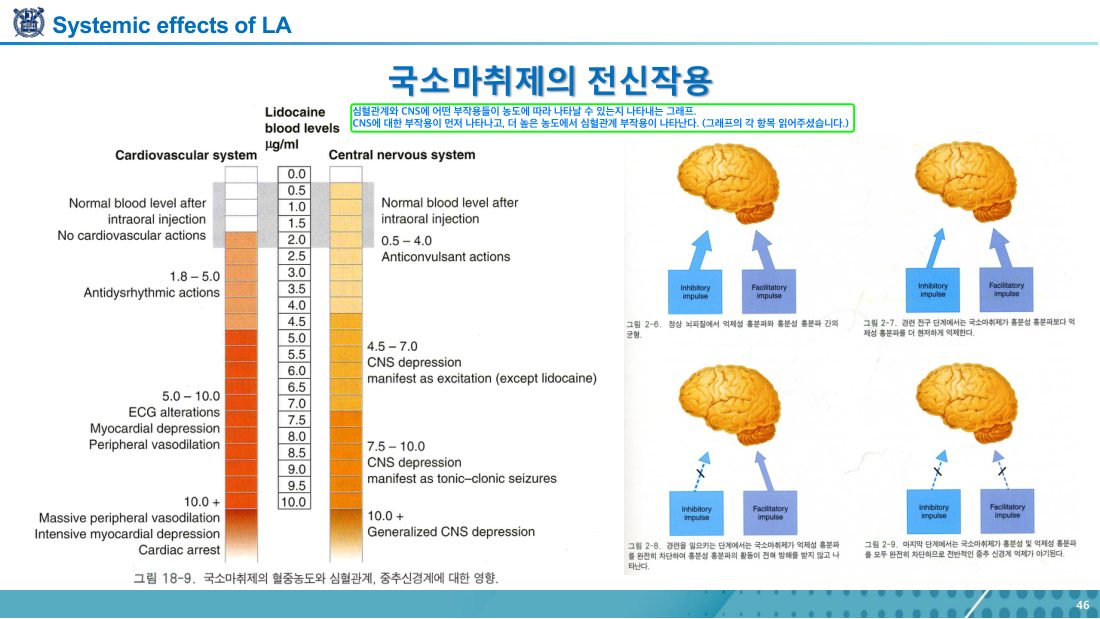 Systemic effects of LA
국소마취제의 전신작용
심혈관계와 CNS에 어떤 부작용들이 농도에 따라 나타날 수 있는지 나타내는 그래프.
CNS에 대한 부작용이 먼저 나타나고, 더 높은 농도에서 심혈관계 부작용이 나타난다. (그래프의 각 항목 읽어주셨습니다.)
Lidocaine
blood levels
µg/ml
Cardiovascular system
Central nervous system
0.0
0.5
1.0
1.5
2.0
2.5
3.0
3.5
4.0
4.5
5.0
5.5
6.0
6.5
7.0
7.5
8.0
8.5
9.0
9.5
10.0
Normal blood level after
intraoral injection
No cardiovascular actions
1.8 – 5.0
Antidysrhythmic actions
5.0 – 10.0
ECG alterations
Myocardial depression
Peripheral vasodilation
10.0 +
Massive peripheral vasodilation
Intensive myocardial depression
Cardiac arrest
Normal blood level after
intraoral injection
0.5 – 4.0
Anticonvulsant actions
4.5 – 7.0
CNS depression
manifest as excitation (except lidocaine)
7.5 – 10.0
CNS depression
manifest as tonic–clonic seizures
10.0 +
Generalized CNS depression
그림 18-9. 국소마취제의 혈중농도와 심혈관계, 중추신경계에 대한 영향.
Inhibitory
impulse
Facilitatory
impulse
그림 2-6. 정상 뇌피질에서 억제성 흥분파와 흥분성 흥분파 간의
균형.
Inhibitory
impulse
Facilitatory
impulse
그림 2-7. 경련 전구 단계에서는 국소마취제가 흥분성 흥분파보다 억
제성 흥분파를 더 현저하게 억제한다.
Inhibitory
impulse
Facilitatory
impulse
그림 2-8. 경련을 일으키는 단계에서는 국소마취제가 억제성 흥분파
를 완전히 차단하여 흥분성 흥분파의 활동이 전혀 방해를 받지 않고 나
타난다.
Inhibitory
impulse
Facilitatory
impulse
그림 2-9. 마지막 단계에서는 국소마취제가 흥분성 및 억제성 흥분파
를 모두 완전히 차단하므로 전반적인 중추 신경계 억제가 야기된다.
46